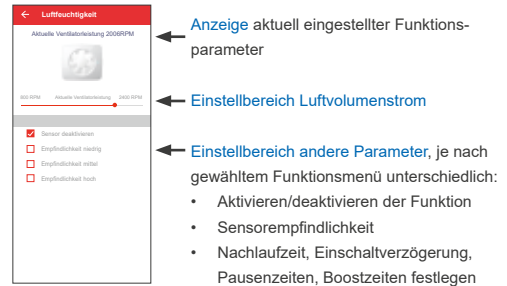 Luftfeuchtigkeit
Aktuelle Ventilatorleistung 2006RPM
800 RPM Aktuelle Ventilatorleistung 2400 RPM
Sensor deaktivieren
Empfindlichkeit niedrig
Empfindlichkeit mittel
Empfindlichkeit hoch
Anzeige aktuell eingestellter Funktions-
parameter
Einstellbereich Luftvolumenstrom
Einstellbereich andere Parameter, je nach
gewähltem Funktionsmenü unterschiedlich:
• Aktivieren/deaktivieren der Funktion
• Sensorempfindlichkeit
• Nachlaufzeit, Einschaltverzögerung,
Pausenzeiten, Boostzeiten festlegen